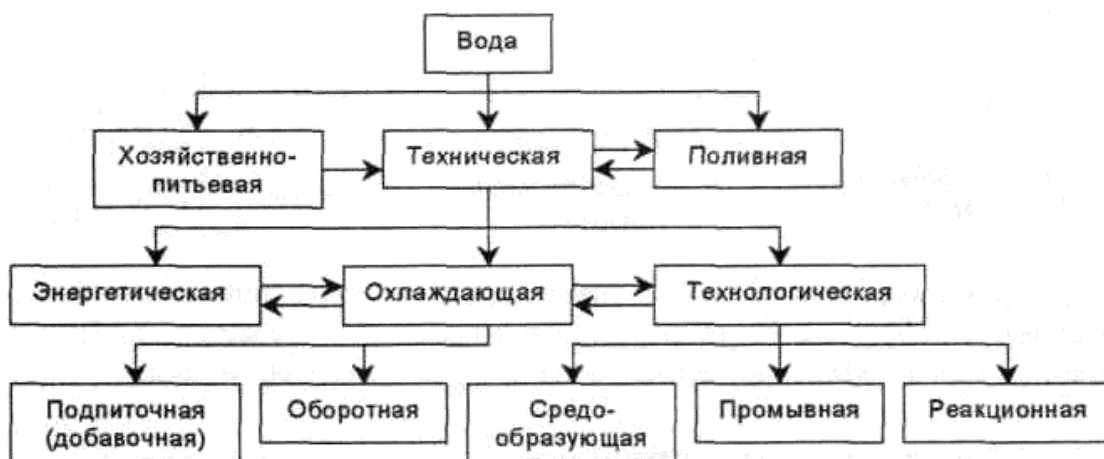 Вода
Хозяйственно-
питьевая
Техническая
Поливная
Энергетическая
Охлаждающая
Технологическая
Подпиточная
(добавочная)
Оборотная
Средо-
образующая
Промывная
Реакционная